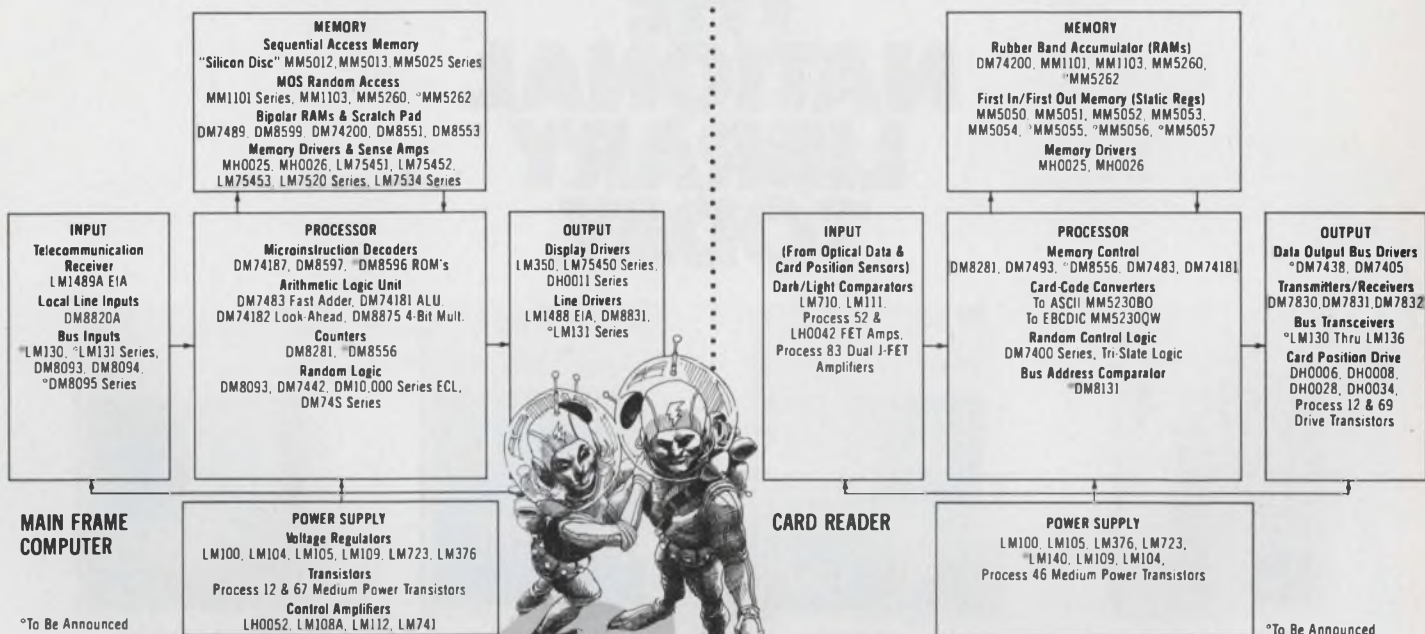 MEMORY
Sequential Access Memory
"Silicon Disc" MM5012, MM5013, MM5025 Series
MOS Random Access
MM1101 Series, MM1103, MM5260, °MM5262
Bipolar RAMs & Scratch Pad
DM7489, DM8599, DM74200, DM8551, DM8553
Memory Drivers & Sense Amps
MH0025, MH0026, LM75451, LM75452,
LM75453, LM7520 Series, LM7534 Series
INPUT
Telecommunication
Receiver
LM1489A EIA
Local Line Inputs
DM8820A
Bus Inputs
°LM130, °LM131 Series,
DM8093, DM8094,
°DM8095 Series
PROCESSOR
Microinstruction Decoders
DM74187, DM8597, °DM8596 ROM's
Arithmetic Logic Unit
DM7483 Fast Adder, DM74181 ALU,
DM74182 Look-Ahead, DM8875 4-Bit Mult.
Counters
DM8281, °DM8556
Random Logic
DM8093, DM7442, DM10,000 Series ECL,
DM74S Series
OUTPUT
Display Drivers
LM350, LM75450 Series,
DH0011 Series
Line Drivers
LM1488 EIA, DM8831,
°LM131 Series
MAIN FRAME
COMPUTER
POWER SUPPLY
Voltage Regulators
LM100, LM104, LM105, LM109, LM723, LM376
Transistors
Process 12 & 67 Medium Power Transistors
Control Amplifiers
LH0052, LM108A, LM112, LM741
°To Be Announced
MEMORY
Rubber Band Accumulator (RAMs)
DM74200, MM1101, MM1103, MM5260,
°MM5262
First In/First Out Memory (Static Regs)
MM5050, MM5051, MM5052, MM5053,
MM5054, °MM5055, °MM5056, °MM5057
Memory Drivers
MH0025, MH0026
INPUT
(From Optical Data &
Card Position Sensors)
Dark/Light Comparators
LM710, LM111,
Process 52 &
LH0042 FET Amps,
Process 83 Dual J-FET
Amplifiers
PROCESSOR
Memory Control
DM8281, DM7493, °DM8556, DM7483, DM74181
Card-Code Converters
To ASCII MM5230BO
To EBCDIC MM5230QW
Random Control Logic
DM7400 Series, Tri-State Logic
Bus Address Comparator
°DM8131
OUTPUT
Data Output Bus Drivers
°DM7438, DM7405
Transmitters/Receivers
DM7830, DM7831, DM7832
Bus Transceivers
°LM130 Thru LM136
Card Position Drive
DH0006, DH0008,
DH0028, DH0034,
Process 12 & 69
Drive Transistors
CARD READER
POWER SUPPLY
LM100, LM105, LM376, LM723,
°LM140, LM109, LM104,
Process 46 Medium Power Transistors
°To Be Announced